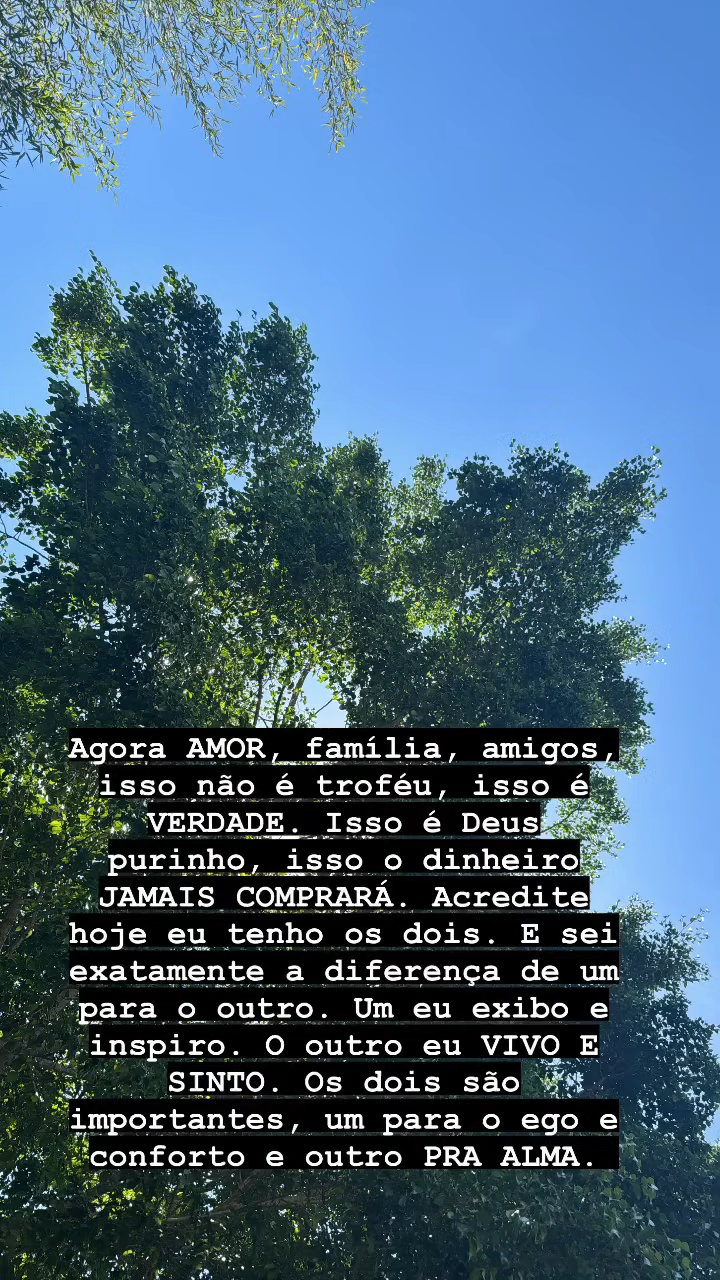 Agora AMOR, família, amigos,
isso não é troféu, isso é
VERDADE. Isso é Deus
purinho, isso o dinheiro
JAMAIS COMPRARÁ. Acredite
hoje eu tenho os dois. E sei
exatamente a diferença de um
para o outro. Um eu exibo e
inspiro. O outro eu VIVO E
SINTO. Os dois são
importantes, um para o ego e
conforto e outro PRA ALMA.